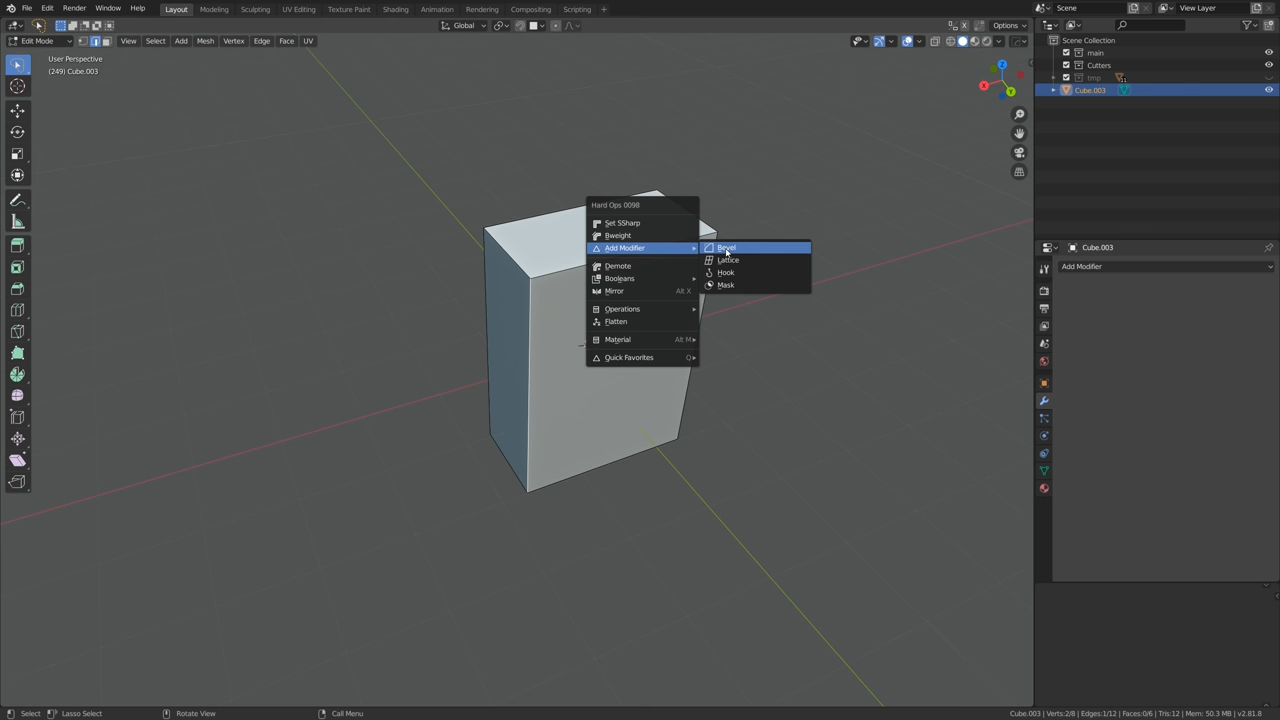 File Edit Render Window Help Layout Modeling Sculpting UV Editing Texture Paint Shading Animation Rendering Compositing Scripting + Scene View Layer
Global Options
Edit Mode View Select Add Mesh Vertex Edge Face UV
Scene Collection
main
Cutters
tmp 11
Cube.003
User Perspective
(249) Cube.003
Z
X
Y
Hard Ops 0098
Set SSharp
Bweight
Add Modifier
Demote
Booleans
Mirror Alt X
Operations
Flatten
Material Alt M
Quick Favorites Q
Bevel
Lattice
Hook
Mask
Cube.003
Add Modifier
Select Lasso Select Rotate View Call Menu Cube.003 | Verts:2/8 | Edges:1/12 | Faces:0/6 | Tris:12 | Mem: 50.3 MB | v2.81.8